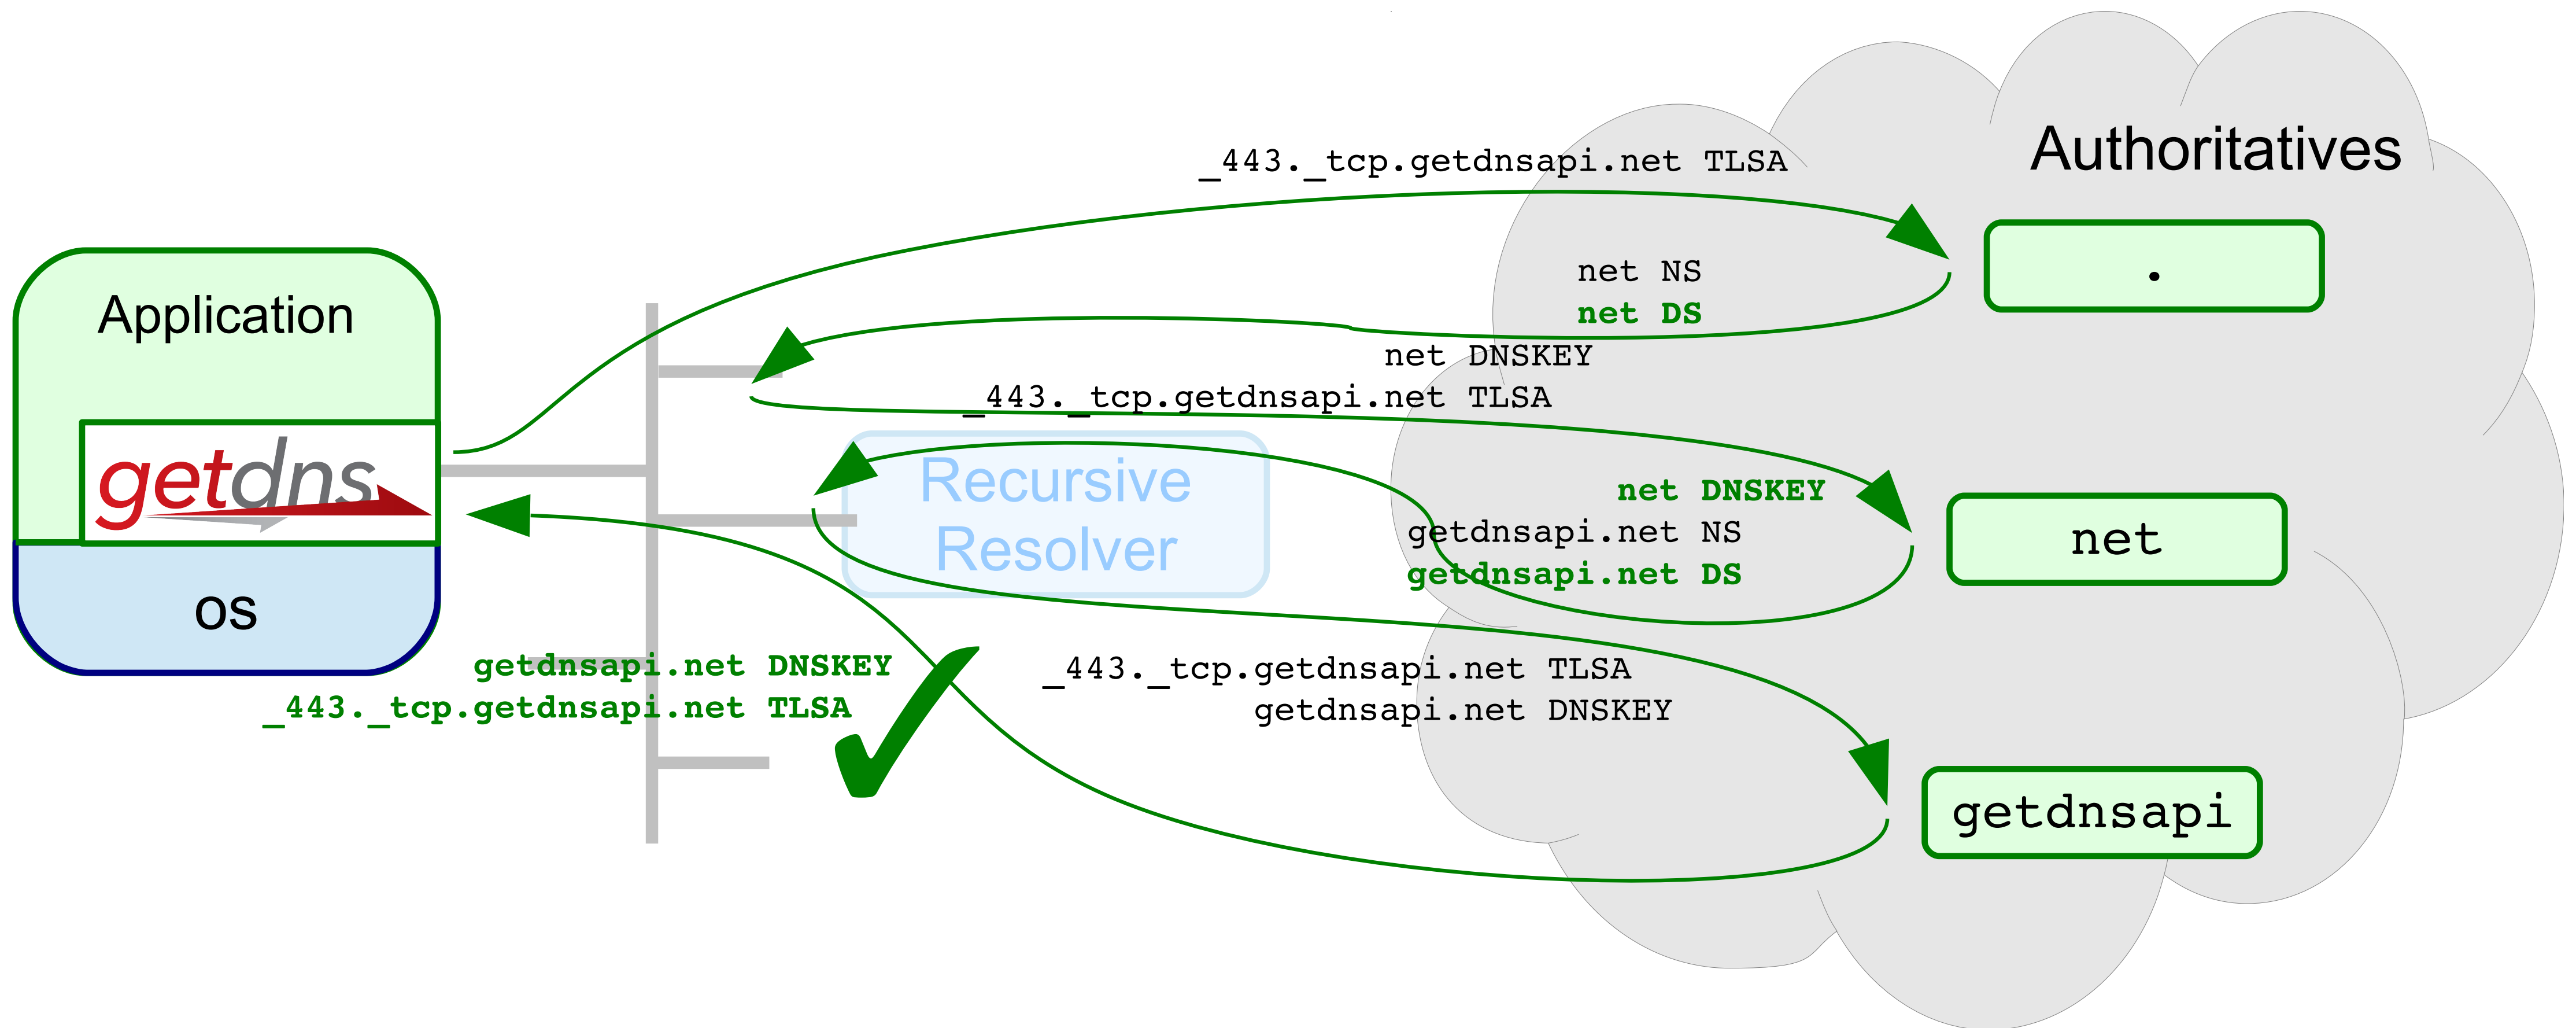 Authoritatives
_443._tcp.getdnsapi.net TLSA
.
net NS
net DS
Application
net DNSKEY
_443._tcp.getdnsapi.net TLSA
getdns
Recursive
Resolver
net DNSKEY
getdnsapi.net NS
getdnsapi.net DS
net
os
getdnsapi.net DNSKEY
_443._tcp.getdnsapi.net TLSA
_443._tcp.getdnsapi.net TLSA
getdnsapi.net DNSKEY
getdnsapi